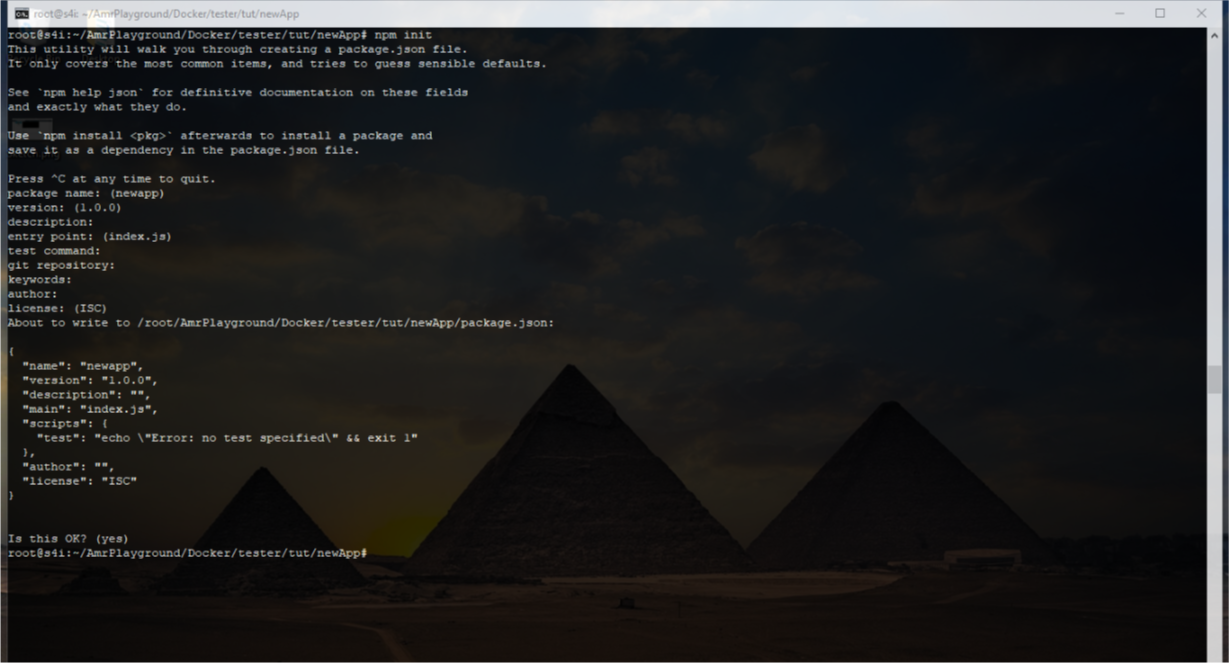 root@s4i: ~/AmrPlayground/Docker/tester/tut/newApp
root@s4i:~/AmrPlayground/Docker/tester/tut/newApp# npm init
This utility will walk you through creating a package.json file.
It only covers the most common items, and tries to guess sensible defaults.
See `npm help json` for definitive documentation on these fields
and exactly what they do.
Use `npm install <pkg>` afterwards to install a package and
save it as a dependency in the package.json file.
Press ^C at any time to quit.
package name: (newapp)
version: (1.0.0)
description:
entry point: (index.js)
test command:
git repository:
keywords:
author:
license: (ISC)
About to write to /root/AmrPlayground/Docker/tester/tut/newApp/package.json:
{
  "name": "newapp",
  "version": "1.0.0",
  "description": "",
  "main": "index.js",
  "scripts": {
    "test": "echo \"Error: no test specified\" && exit 1"
  },
  "author": "",
  "license": "ISC"
}
Is this OK? (yes)
root@s4i:~/AmrPlayground/Docker/tester/tut/newApp#